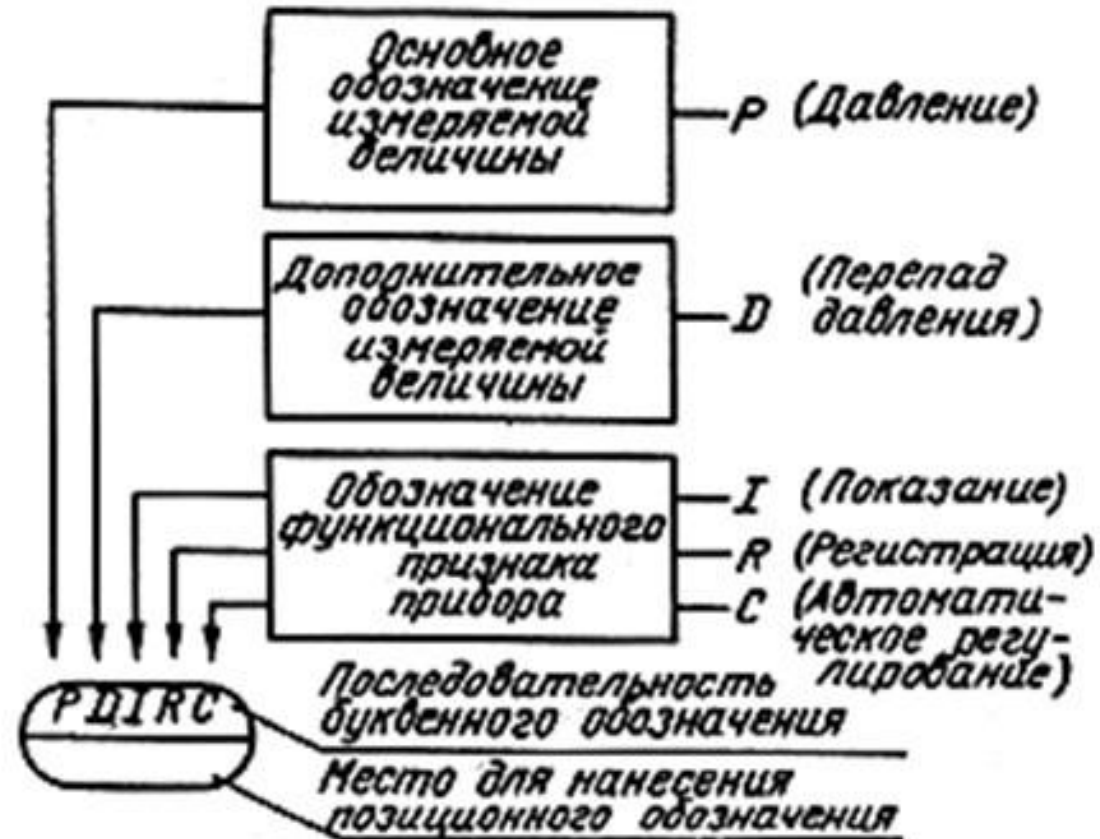 Основное
обозначение
измеряемой
величины
P (Давление)
Дополнительное
обозначение
измеряемой
величины
D (Перепад
давления)
Обозначение
функционального
признака
прибора
I (Показание)
R (Регистрация)
C (Автомати-
ческое регу-
лирование)
PDIRC
Последовательность
буквенного обозначения
Место для нанесения
позиционного обозначения